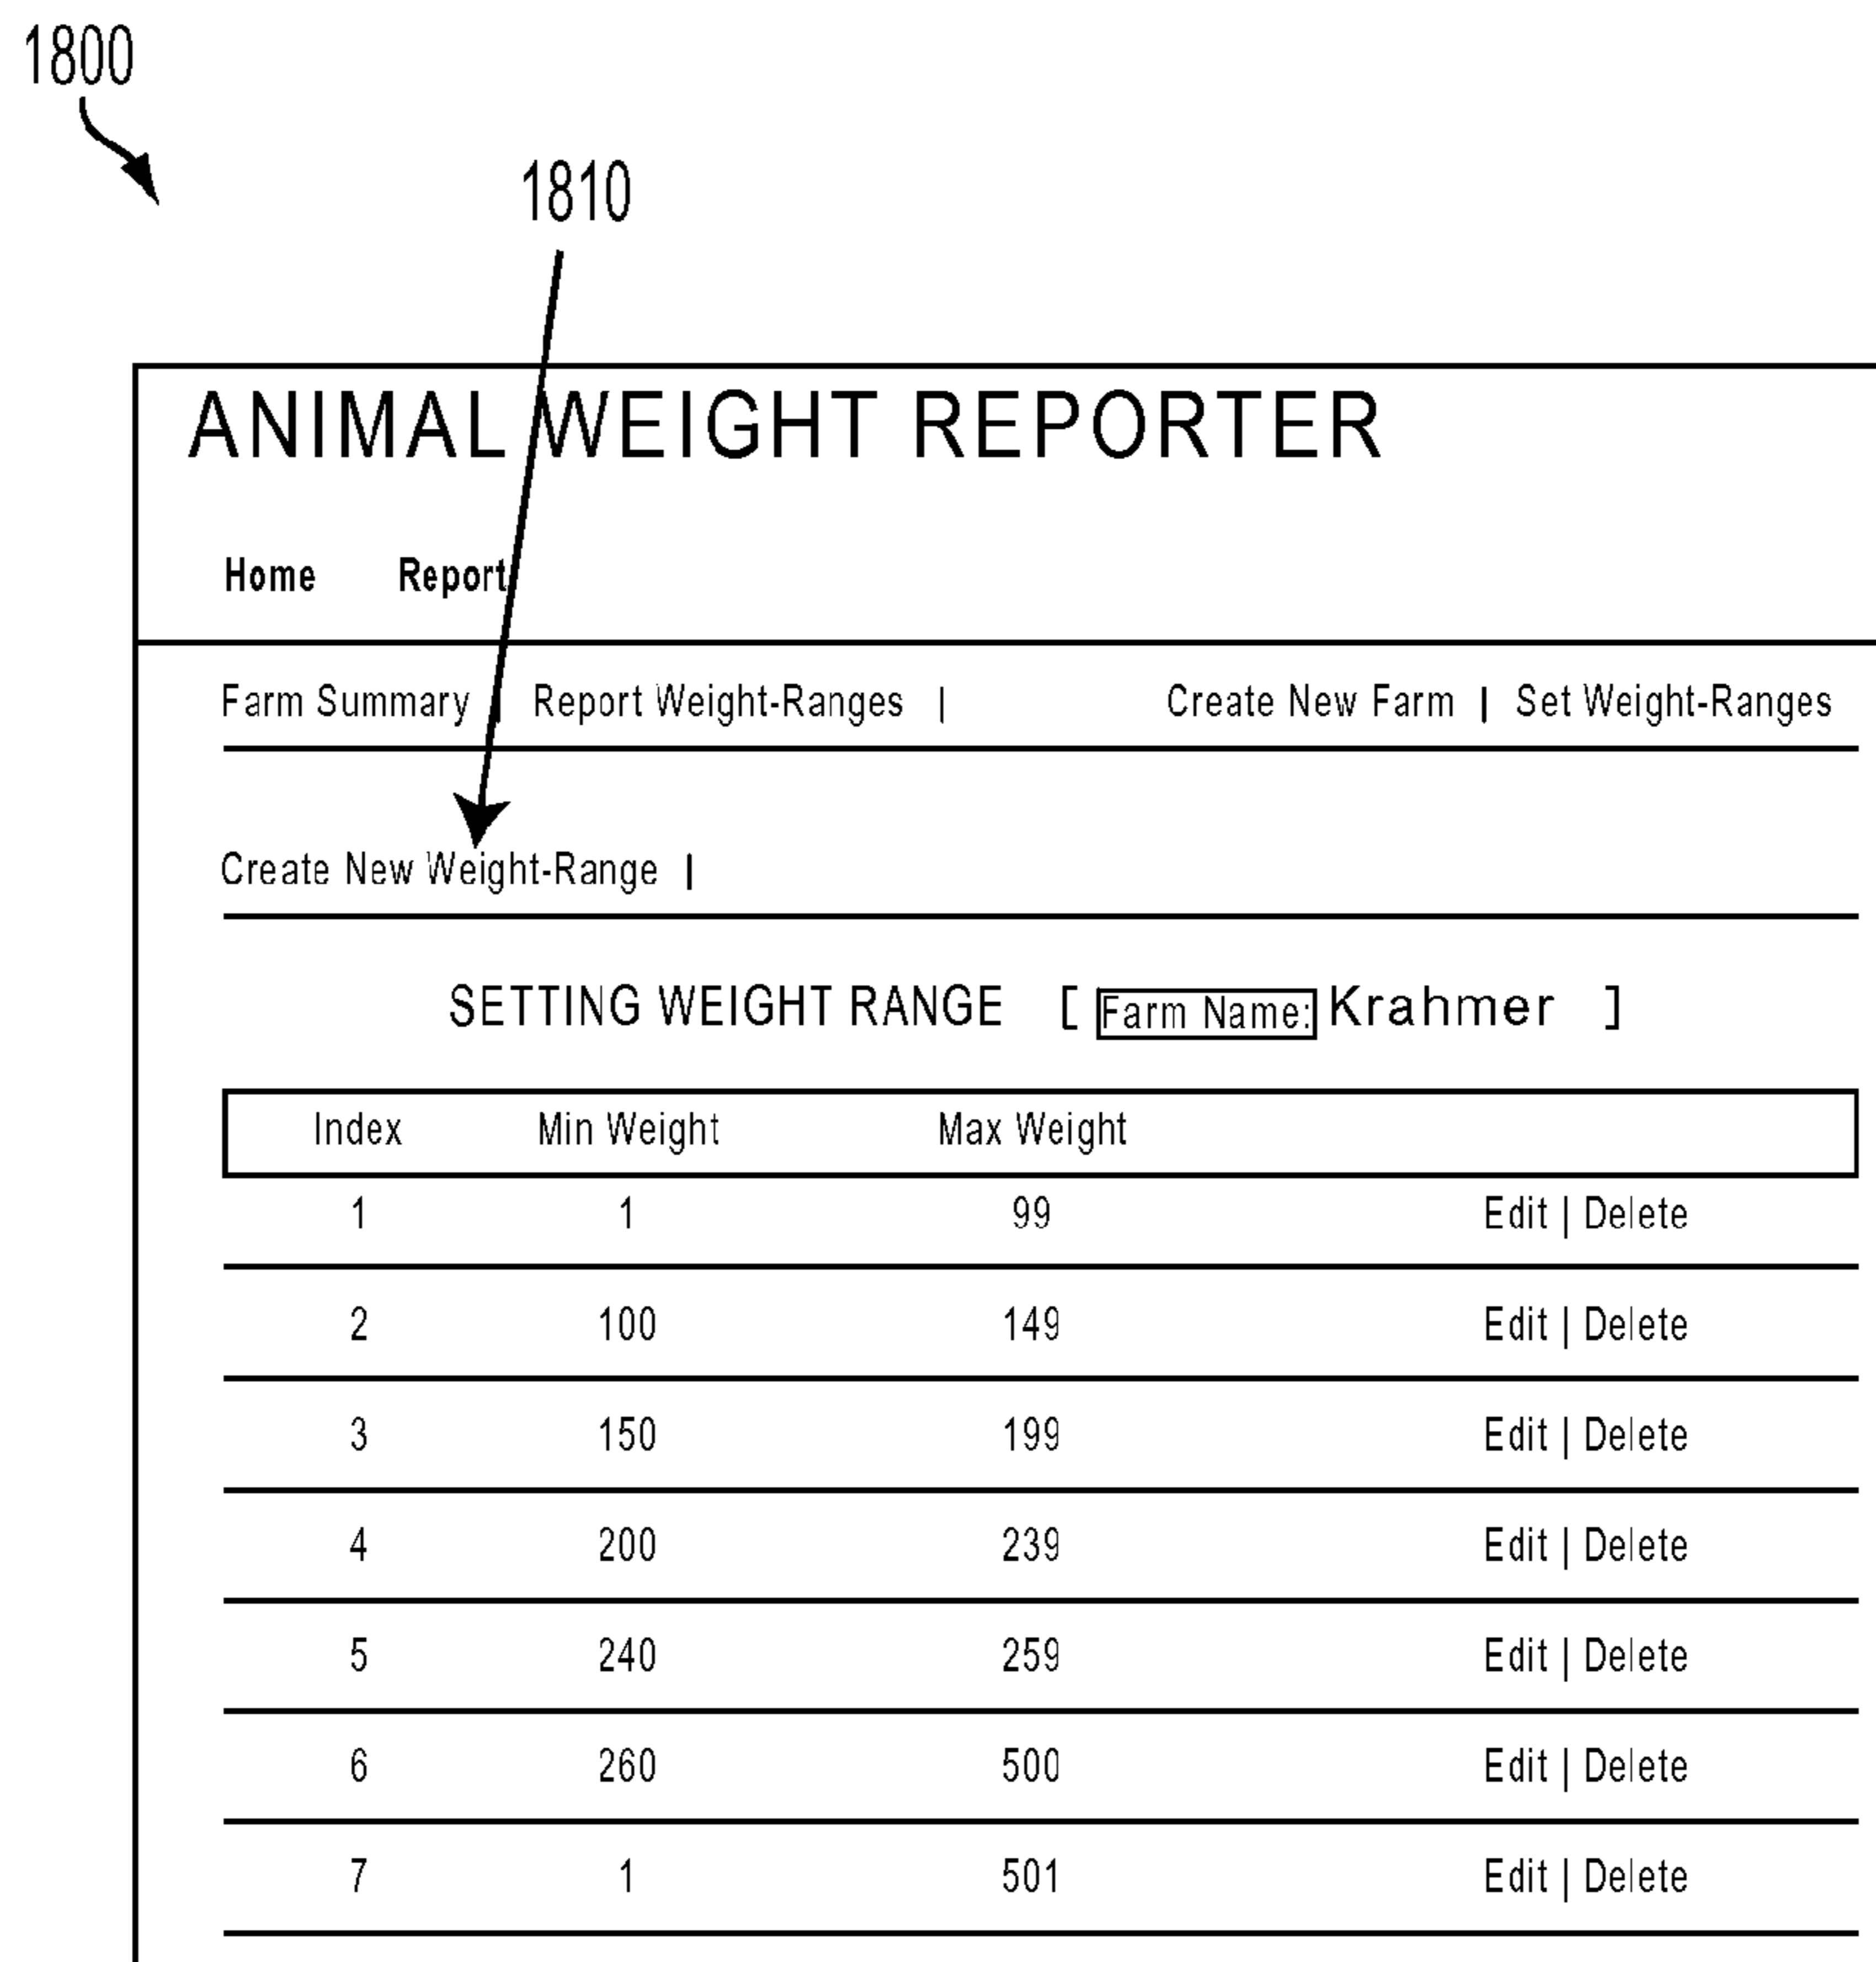 1800
1810
ANIMAL WEIGHT REPORTER
Home Report
Farm Summary | Report Weight-Ranges | Create New Farm | Set Weight-Ranges
Create New Weight-Range |
SETTING WEIGHT RANGE [ Farm Name: Krahmer ]
Index Min Weight Max Weight
1 1 99 Edit | Delete
2 100 149 Edit | Delete
3 150 199 Edit | Delete
4 200 239 Edit | Delete
5 240 259 Edit | Delete
6 260 500 Edit | Delete
7 1 501 Edit | Delete